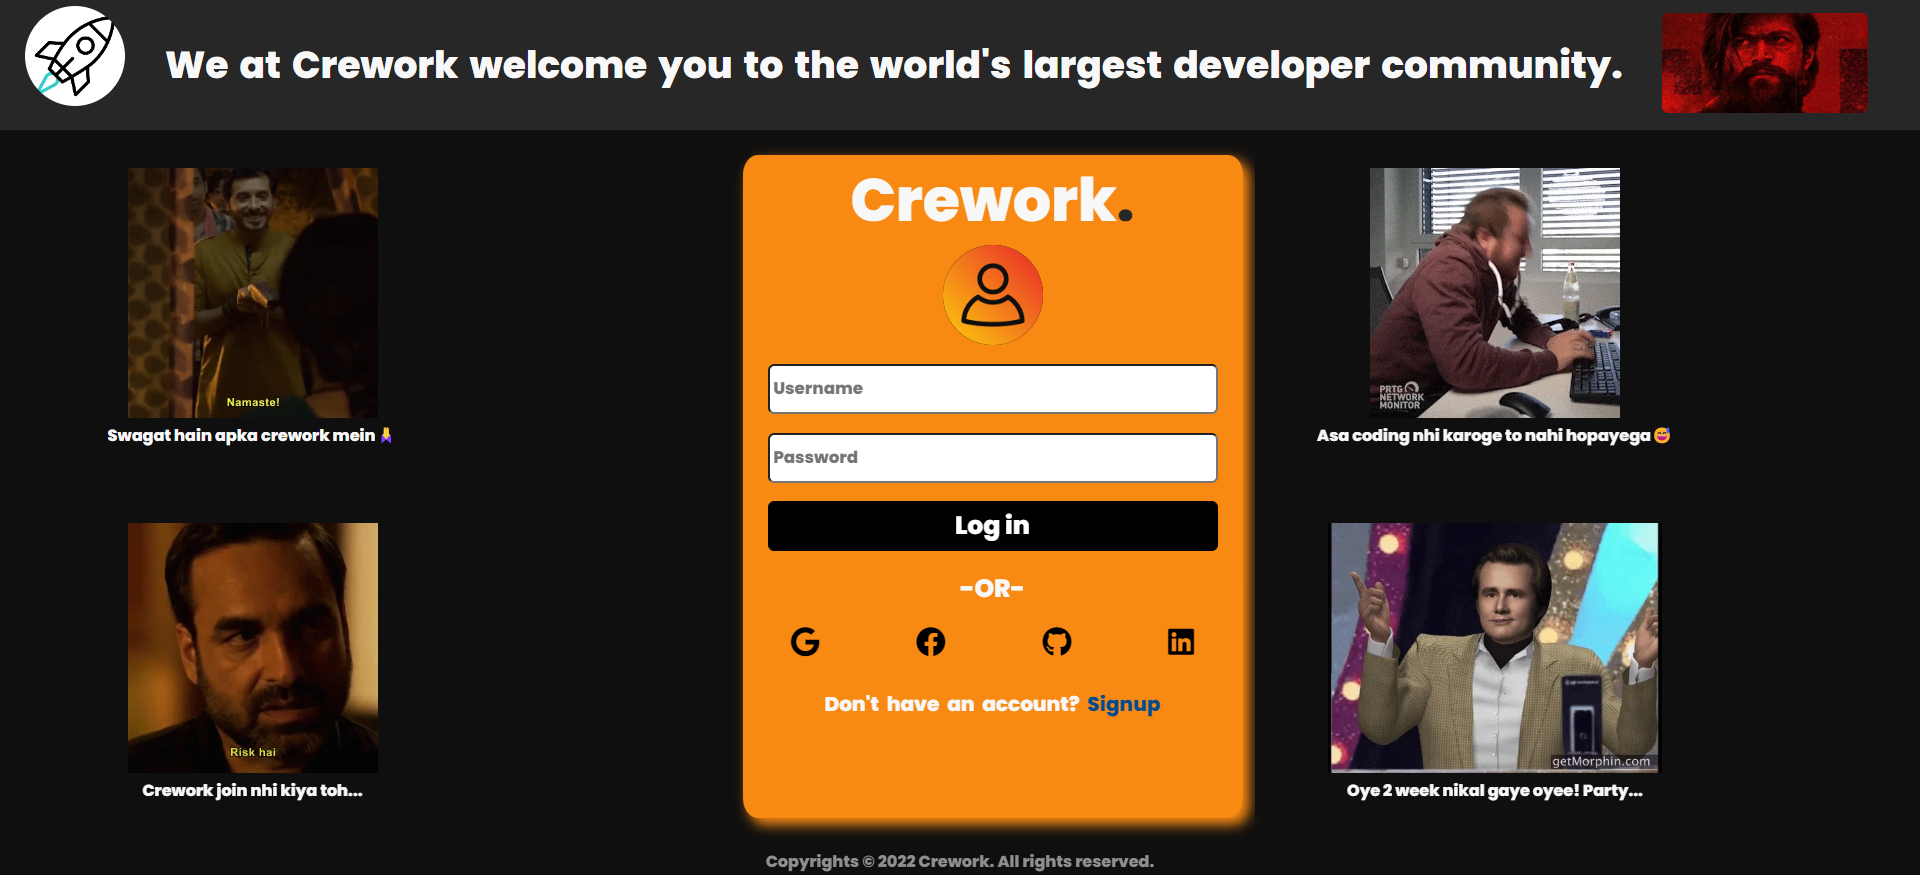 We at Crework welcome you to the world's largest developer community.
Namaste!
Swagat hain apka crework mein 🙏
Risk hai
Crework join nhi kiya toh...
Crework.
Username
Password
Log in
-OR-
Don't have an account? Signup
PRTG
NETWORK
MONITOR
Asa coding nhi karoge to nahi hopayega 😅
getMorphin.com
Oye 2 week nikal gaye oyee! Party...
Copyrights © 2022 Crework. All rights reserved.